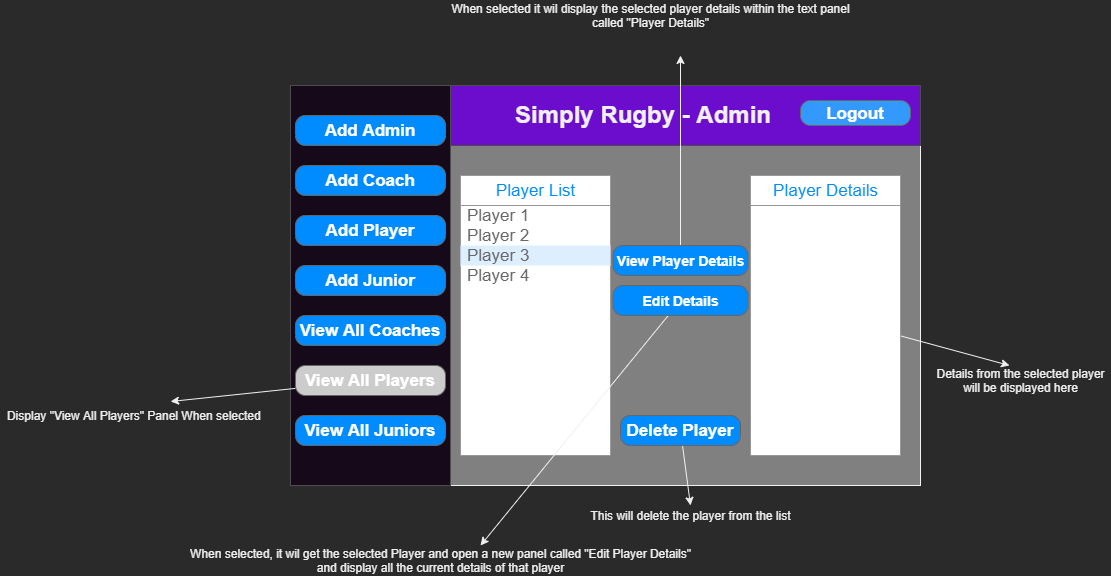 When selected it wil display the selected player details within the text panel
called "Player Details"
Simply Rugby - Admin
Logout
Add Admin
Add Coach
Add Player
Add Junior
View All Coaches
View All Players
View All Juniors
Player List
Player 1
Player 2
Player 3
Player 4
View Player Details
Edit Details
Delete Player
Player Details
Details from the selected player
will be displayed here
Display "View All Players" Panel When selected
This will delete the player from the list
When selected, it wil get the selected Player and open a new panel called "Edit Player Details"
and display all the current details of that player